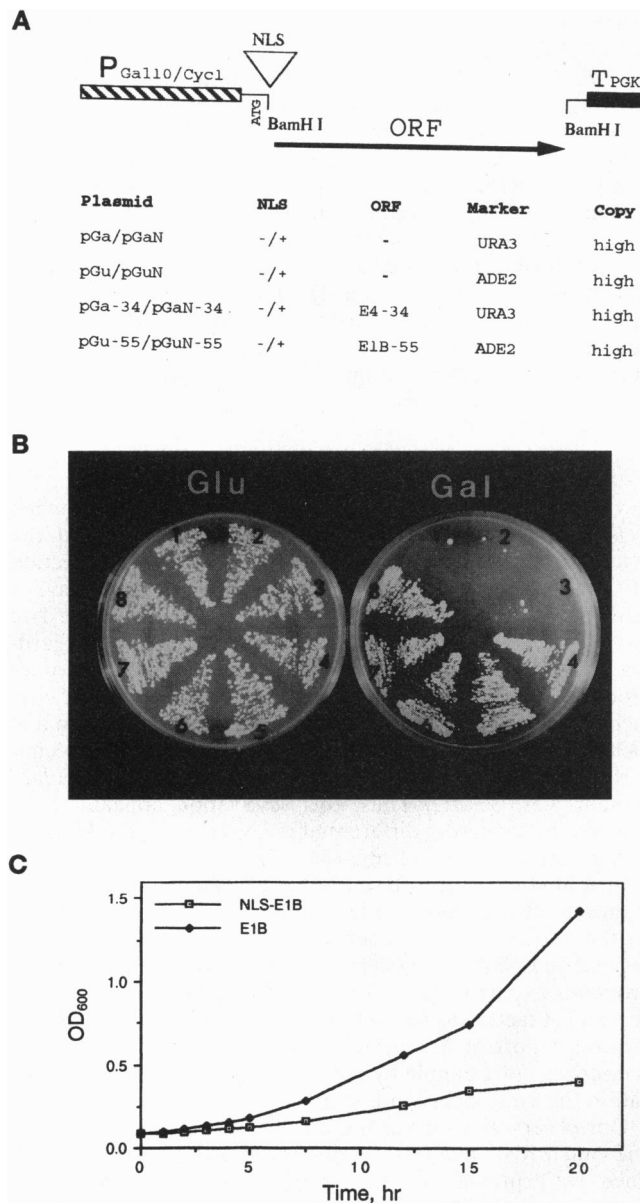 A
NLS
P Gal10/Cyc1
T PGK
ATG
BamH I
ORF
BamH I
Plasmid NLS ORF Marker Copy
pGa/pGaN -/+ - URA3 high
pGu/pGuN -/+ - ADE2 high
pGa-34/pGaN-34 -/+ E4-34 URA3 high
pGu-55/pGuN-55 -/+ E1B-55 ADE2 high
B
Glu Gal
1 2 3 4 5 6 7 8
2 3 4 8
C
NLS-E1B
E1B
OD600
1.5
1.0
0.5
0.0
0 5 10 15 20
Time, hr